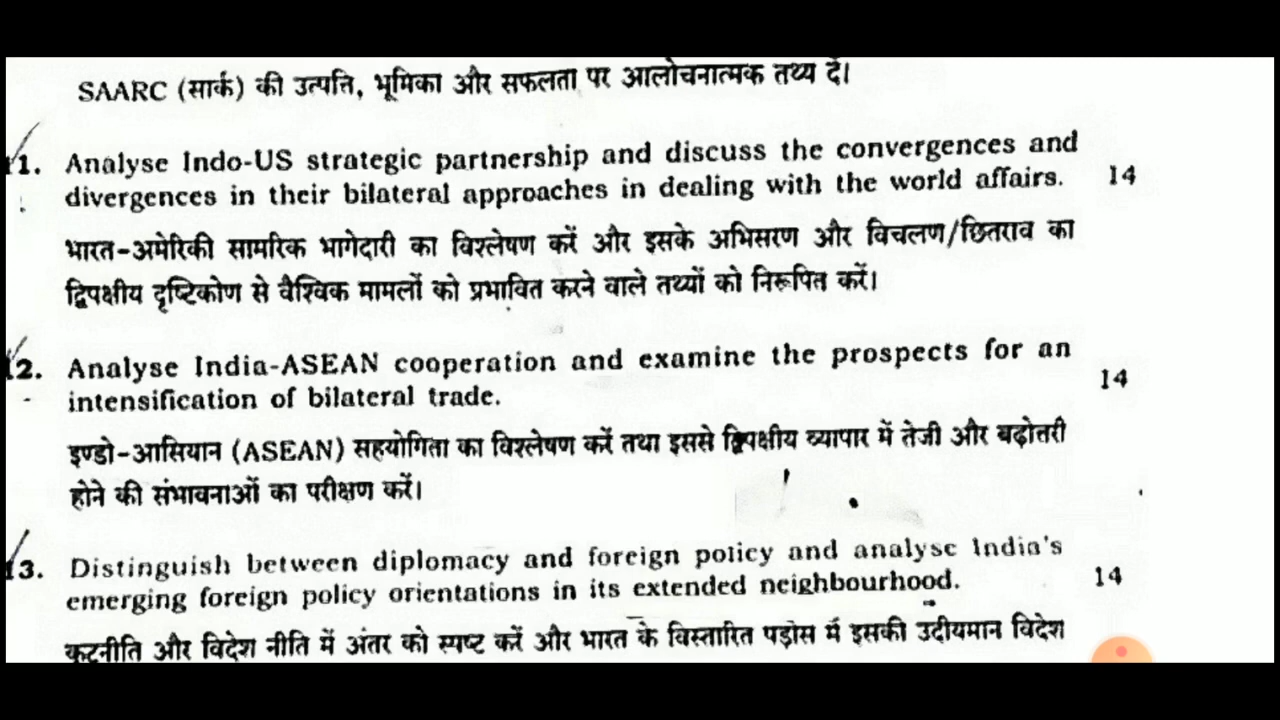 SAARC (सार्क) की उत्पत्ति, भूमिका और सफलता पर आलोचनात्मक तथ्य दें।
11. Analyse Indo-US strategic partnership and discuss the convergences and
divergences in their bilateral approaches in dealing with the world affairs. 14
भारत-अमेरिकी सामरिक भागेदारी का विश्लेषण करें और इसके अभिसरण और विचलण/छितराव का
द्विपक्षीय दृष्टिकोण से वैश्विक मामलों को प्रभावित करने वाले तथ्यों को निरूपित करें।
12. Analyse India-ASEAN cooperation and examine the prospects for an
intensification of bilateral trade. 14
इण्डो-आसियान (ASEAN) सहयोगिता का विश्लेषण करें तथा इससे द्विपक्षीय व्यापार में तेजी और बढ़ोतरी
होने की संभावनाओं का परीक्षण करें।
13. Distinguish between diplomacy and foreign policy and analyse India's
emerging foreign policy orientations in its extended neighbourhood. 14
कूटनीति और विदेश नीति में अंतर को स्पष्ट करें और भारत के विस्तारित पड़ोस में इसकी उदीयमान विदेश